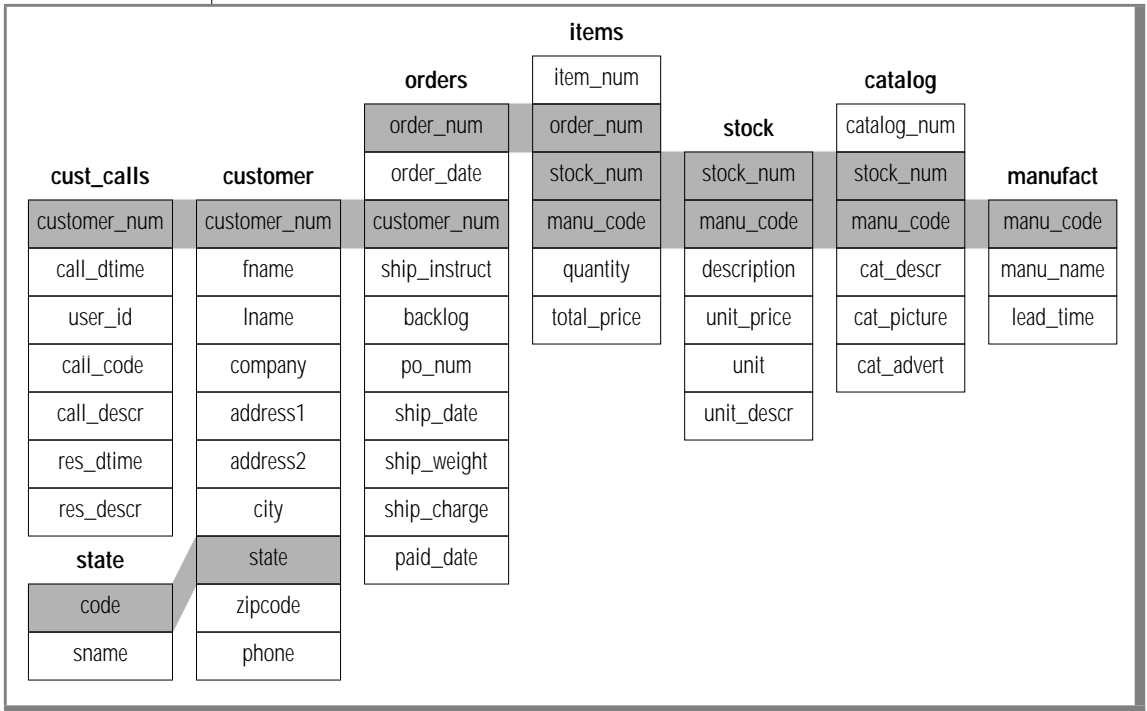 cust_calls
customer_num
call_dtime
user_id
call_code
call_descr
res_dtime
res_descr
state
code
sname
customer
customer_num
fname
lname
company
address1
address2
city
state
zipcode
phone
orders
order_num
order_date
customer_num
ship_instruct
backlog
po_num
ship_date
ship_weight
ship_charge
paid_date
items
item_num
order_num
stock_num
manu_code
quantity
total_price
stock
stock_num
manu_code
description
unit_price
unit
unit_descr
catalog
catalog_num
stock_num
manu_code
cat_descr
cat_picture
cat_advert
manufact
manu_code
manu_name
lead_time